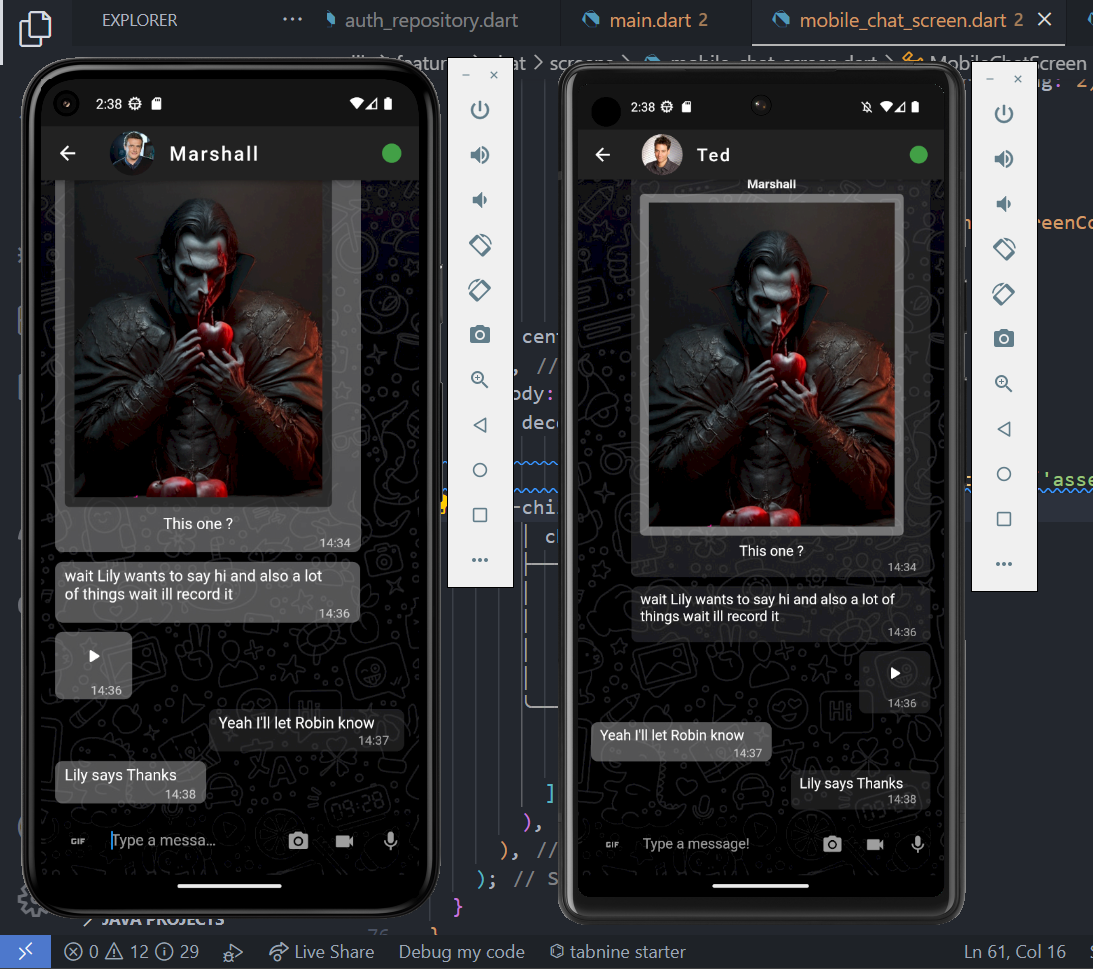 EXPLORER
auth_repository.dart
main.dart 2
mobile_chat_screen.dart 2
mobile_chat_screen.dart
MobileChatScreen
2:38
Marshall
This one ?
14:34
wait Lily wants to say hi and also a lot
of things wait ill record it
14:36
14:36
Yeah I'll let Robin know
14:37
Lily says Thanks
14:38
GIF
Type a messa...
2:38
Ted
Marshall
This one ?
14:34
wait Lily wants to say hi and also a lot of
things wait ill record it
14:36
14:36
Yeah I'll let Robin know
14:37
Lily says Thanks
14:38
GIF
Type a message!
cen
, //
ody:
dec
-chi
c
]
),
), //
); // S
}
'asse
JAVA PROJECTS
76
0 12 29
Live Share
Debug my code
tabnine starter
Ln 61, Col 16